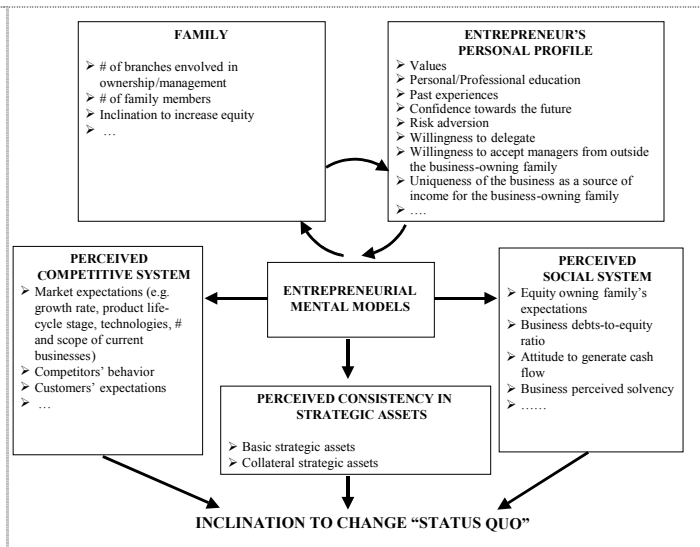 FAMILY
➢ # of branches envolved in
ownership/management
➢ # of family members
➢ Inclination to increase equity
➢ …
ENTREPRENEUR'S
PERSONAL PROFILE
➢ Values
➢ Personal/Professional education
➢ Past experiences
➢ Confidence towards the future
➢ Risk adversion
➢ Willingness to delegate
➢ Willingness to accept managers from outside
the business-owning family
➢ Uniqueness of the business as a source of
income for the business-owning family
➢ ….
PERCEIVED
COMPETITIVE SYSTEM
➢ Market expectations (e.g.
growth rate, product life-
cycle stage, technologies, #
and scope of current
businesses)
➢ Competitors' behavior
➢ Customers' expectations
➢ …
ENTREPRENEURIAL
MENTAL MODELS
PERCEIVED
SOCIAL SYSTEM
➢ Equity owning family's
expectations
➢ Business debts-to-equity
ratio
➢ Attitude to generate cash
flow
➢ Business perceived solvency
➢ ……
PERCEIVED CONSISTENCY IN
STRATEGIC ASSETS
➢ Basic strategic assets
➢ Collateral strategic assets
INCLINATION TO CHANGE "STATUS QUO"